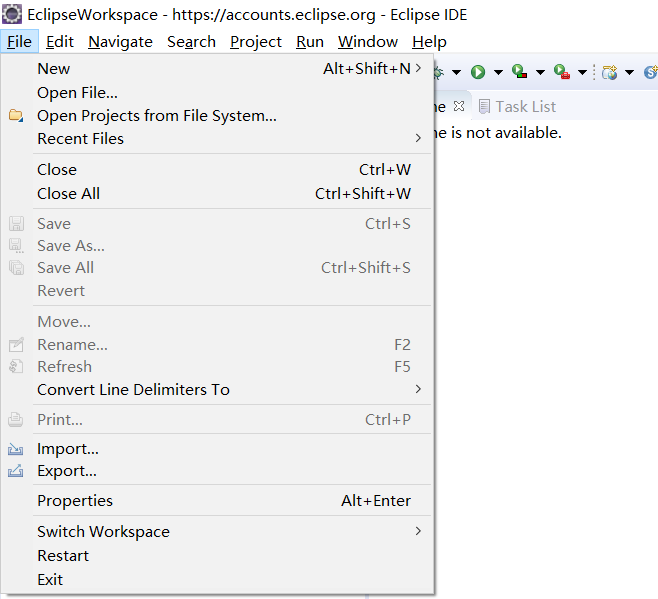 EclipseWorkspace - https://accounts.eclipse.org - Eclipse IDE
File Edit Navigate Search Project Run Window Help
New Alt+Shift+N
Open File...
Open Projects from File System...
Recent Files
Close Ctrl+W
Close All Ctrl+Shift+W
Save Ctrl+S
Save As...
Save All Ctrl+Shift+S
Revert
Move...
Rename... F2
Refresh F5
Convert Line Delimiters To
Print... Ctrl+P
Import...
Export...
Properties Alt+Enter
Switch Workspace
Restart
Exit
ne Task List
ne is not available.